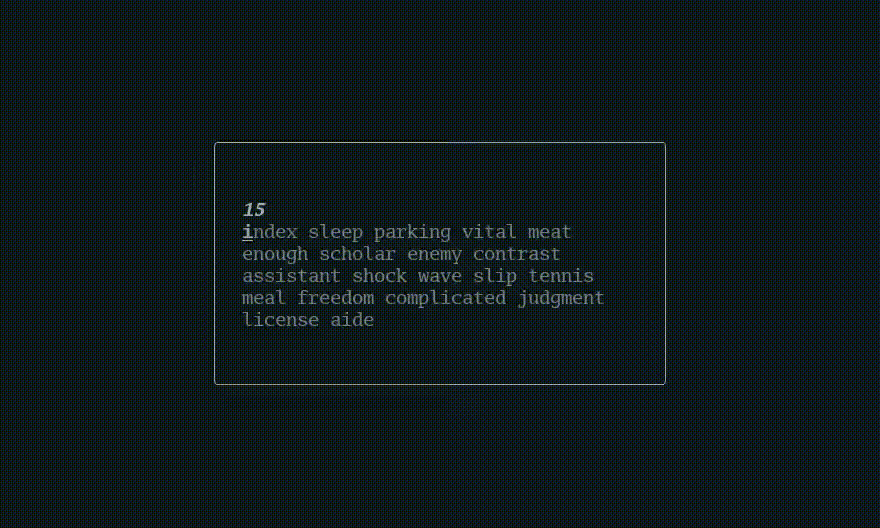 15
index sleep parking vital meat
enough scholar enemy contrast
assistant shock wave slip tennis
meal freedom complicated judgment
license aide